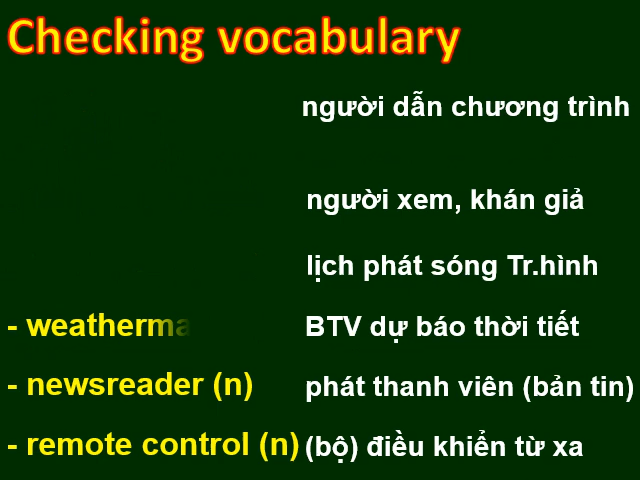 Checking vocabulary
người dẫn chương trình
người xem, khán giả
lịch phát sóng Tr.hình
- weatherma BTV dự báo thời tiết
- newsreader (n) phát thanh viên (bản tin)
- remote control (n) (bộ) điều khiển từ xa